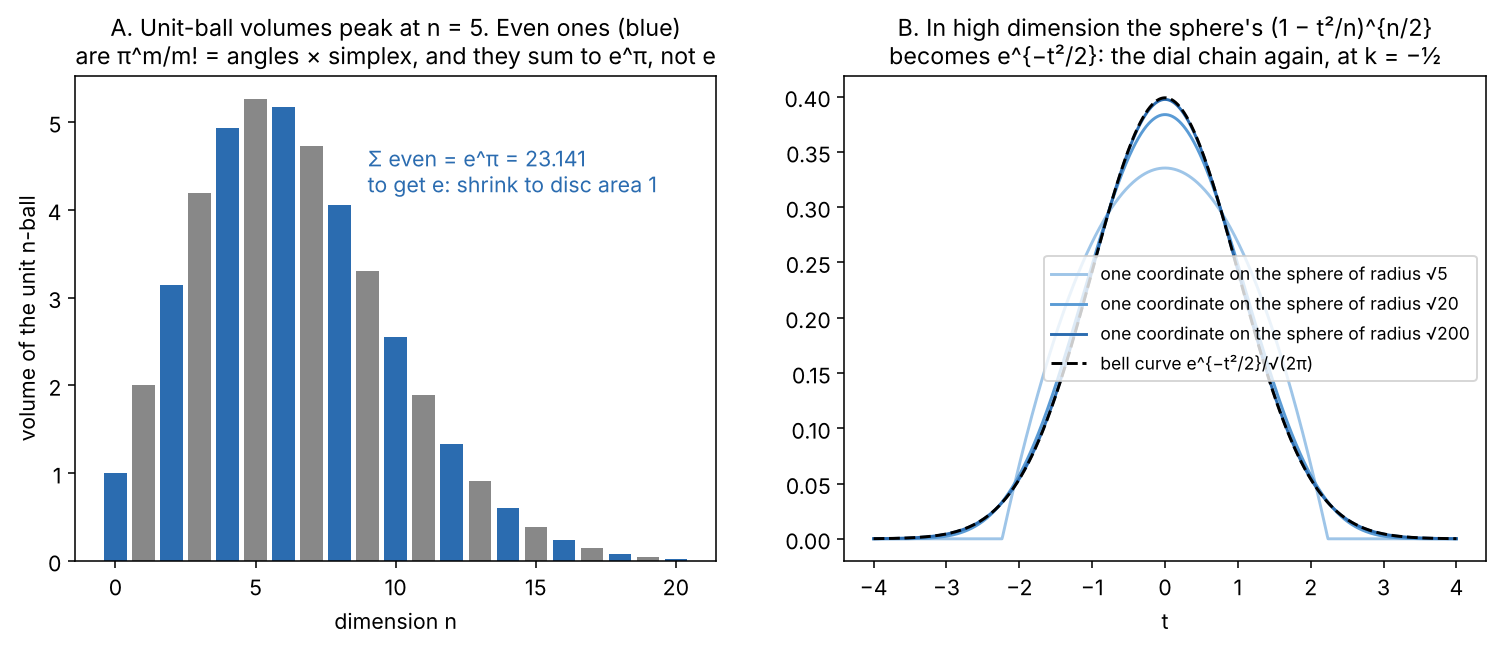 A. Unit-ball volumes peak at n = 5. Even ones (blue)
are π^m/m! = angles × simplex, and they sum to e^π, not e
volume of the unit n-ball
5
4
3
2
1
0
Σ even = e^π = 23.141
to get e: shrink to disc area 1
0 5 10 15 20
dimension n
B. In high dimension the sphere's (1 − t²/n)^{n/2}
becomes e^{−t²/2}: the dial chain again, at k = −½
0.40
0.35
0.30
0.25
0.20
0.15
0.10
0.05
0.00
one coordinate on the sphere of radius √5
one coordinate on the sphere of radius √20
one coordinate on the sphere of radius √200
bell curve e^{−t²/2}/√(2π)
−4 −3 −2 −1 0 1 2 3 4
t